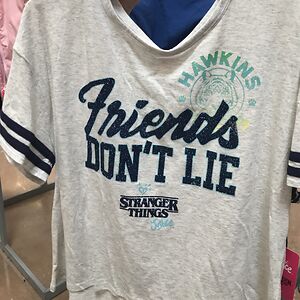 HAWKINS
Friends
DON'T LIE
STRANGER
THINGS